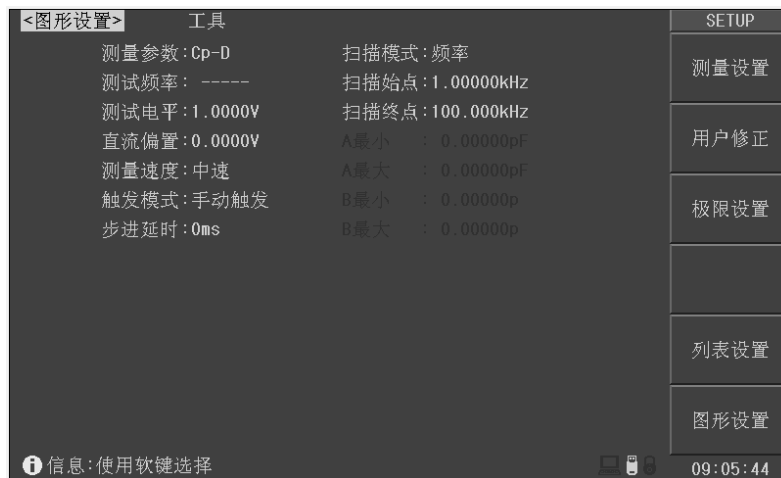 <图形设置> 工具 SETUP
测量参数:Cp-D 扫描模式:频率
测量设置
测试频率: ----- 扫描始点:1.00000kHz
测试电平:1.0000V 扫描终点:100.000kHz
直流偏置:0.0000V A最小 : 0.00000pF
用户修正
测量速度:中速 A最大 : 0.00000pF
触发模式:手动触发 B最小 : 0.00000p
极限设置
步进延时:0ms B最大 : 0.00000p
列表设置
图形设置
信息:使用软键选择 09:05:44